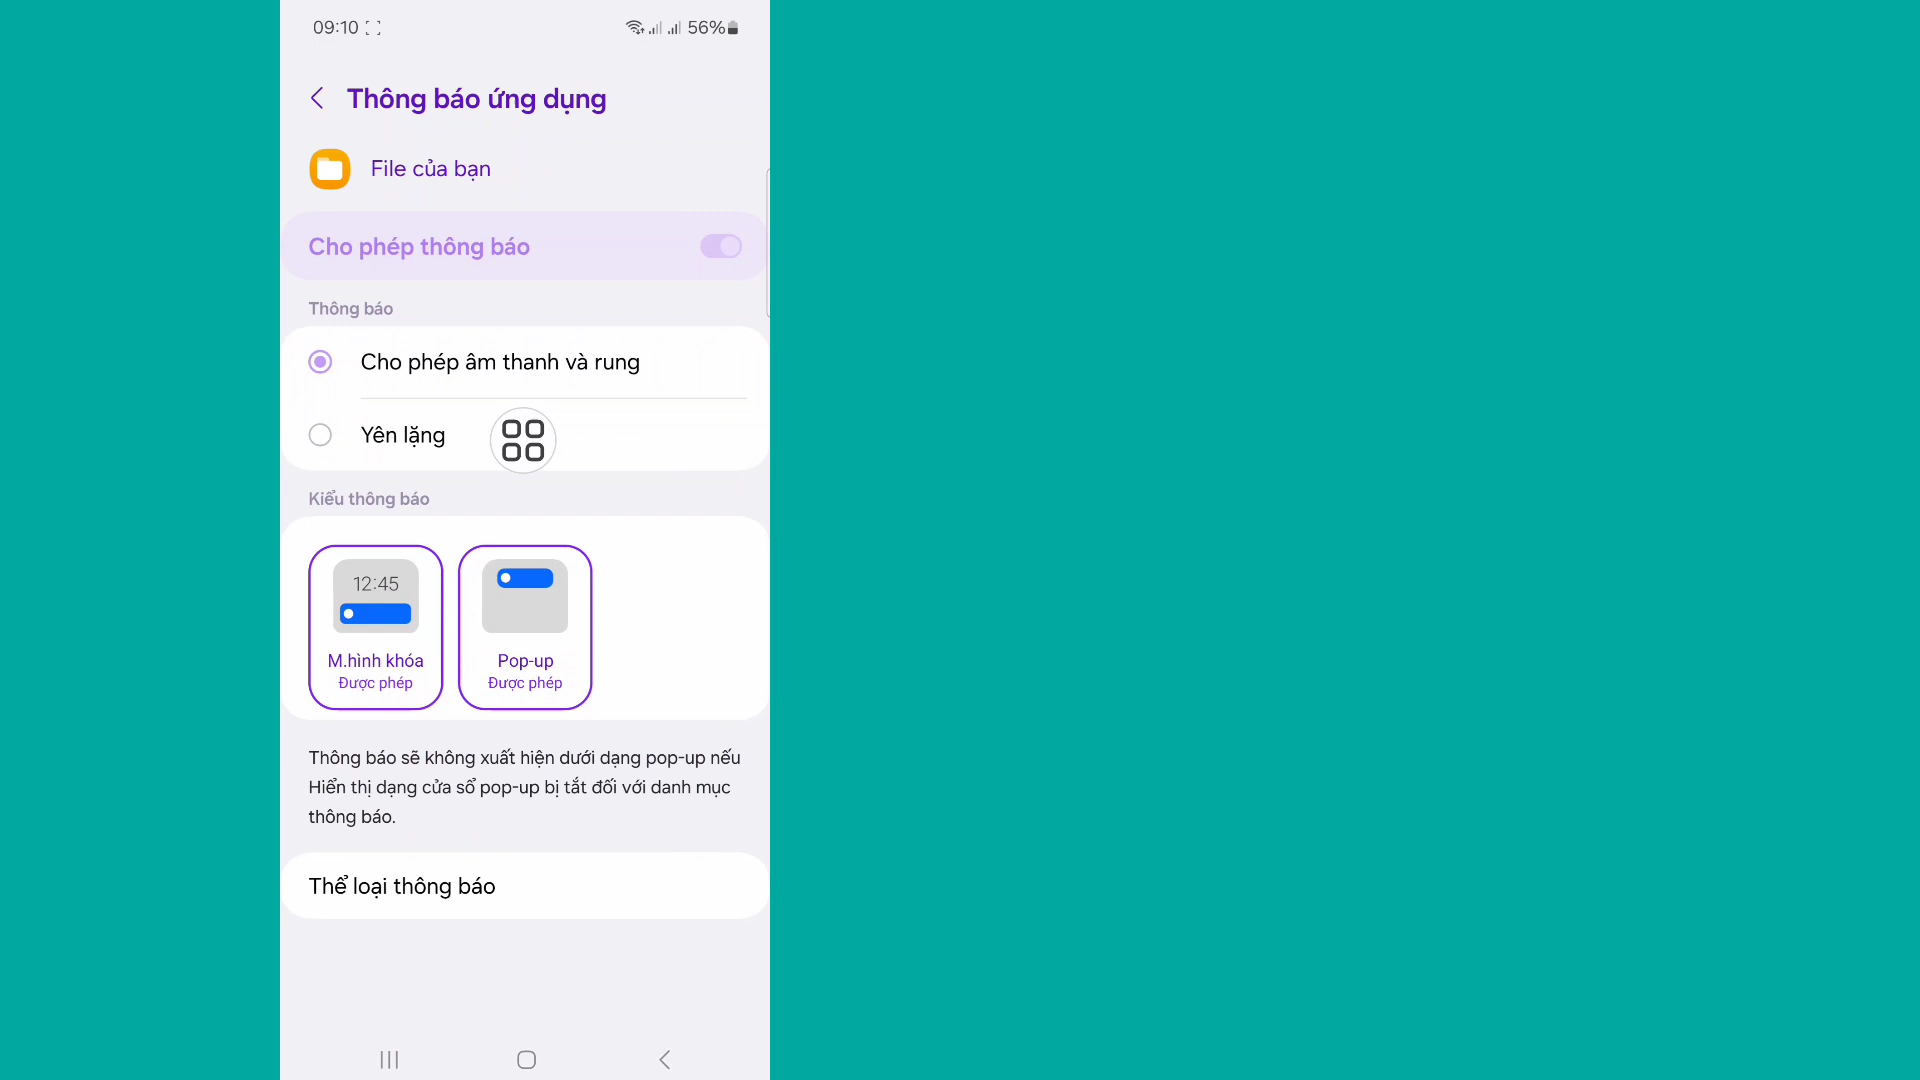 09:10 56%
Thông báo ứng dụng
File của bạn
Cho phép thông báo
Thông báo
Cho phép âm thanh và rung
Yên lặng
Kiểu thông báo
12:45
M.hình khóa
Được phép
Pop-up
Được phép
Thông báo sẽ không xuất hiện dưới dạng pop-up nếu
Hiển thị dạng cửa sổ pop-up bị tắt đối với danh mục
thông báo.
Thể loại thông báo